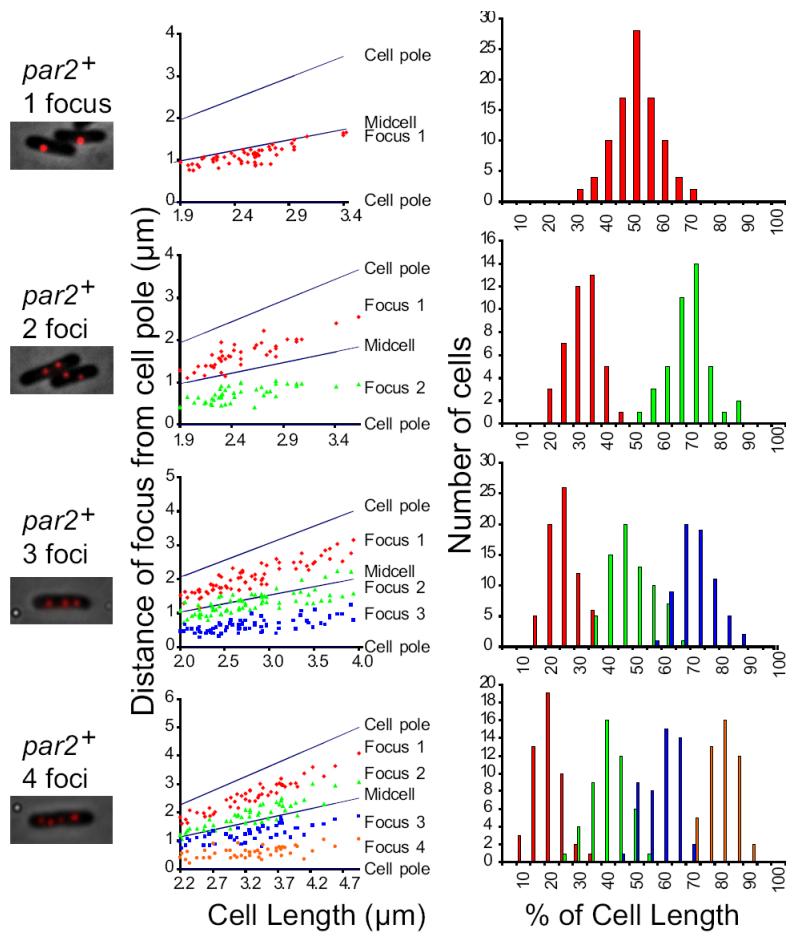 par2+
1 focus
4
3
2
1
0
Cell pole
Midcell
Focus 1
Cell pole
1.9 2.4 2.9 3.4
30
25
20
15
10
5
0
10 20 30 40 50 60 70 80 90 100
par2+
2 foci
4
3
2
1
0
Cell pole
Focus 1
Midcell
Focus 2
Cell pole
1.9 2.4 2.9 3.4
16
14
12
10
8
6
4
2
0
10 20 30 40 50 60 70 80 90 100
par2+
3 foci
5
4
3
2
1
0
Cell pole
Focus 1
Midcell
Focus 2
Focus 3
Cell pole
2.0 2.5 3.0 3.5 4.0
30
20
10
0
10 20 30 40 50 60 70 80 90 100
par2+
4 foci
6
5
4
3
2
1
0
Cell pole
Focus 1
Focus 2
Midcell
Focus 3
Focus 4
Cell pole
2.2 2.7 3.2 3.7 4.2 4.7
20
18
16
14
12
10
8
6
4
2
0
10 20 30 40 50 60 70 80 90 100
Distance of focus from cell pole (µm)
Number of cells
Cell Length (µm)
% of Cell Length